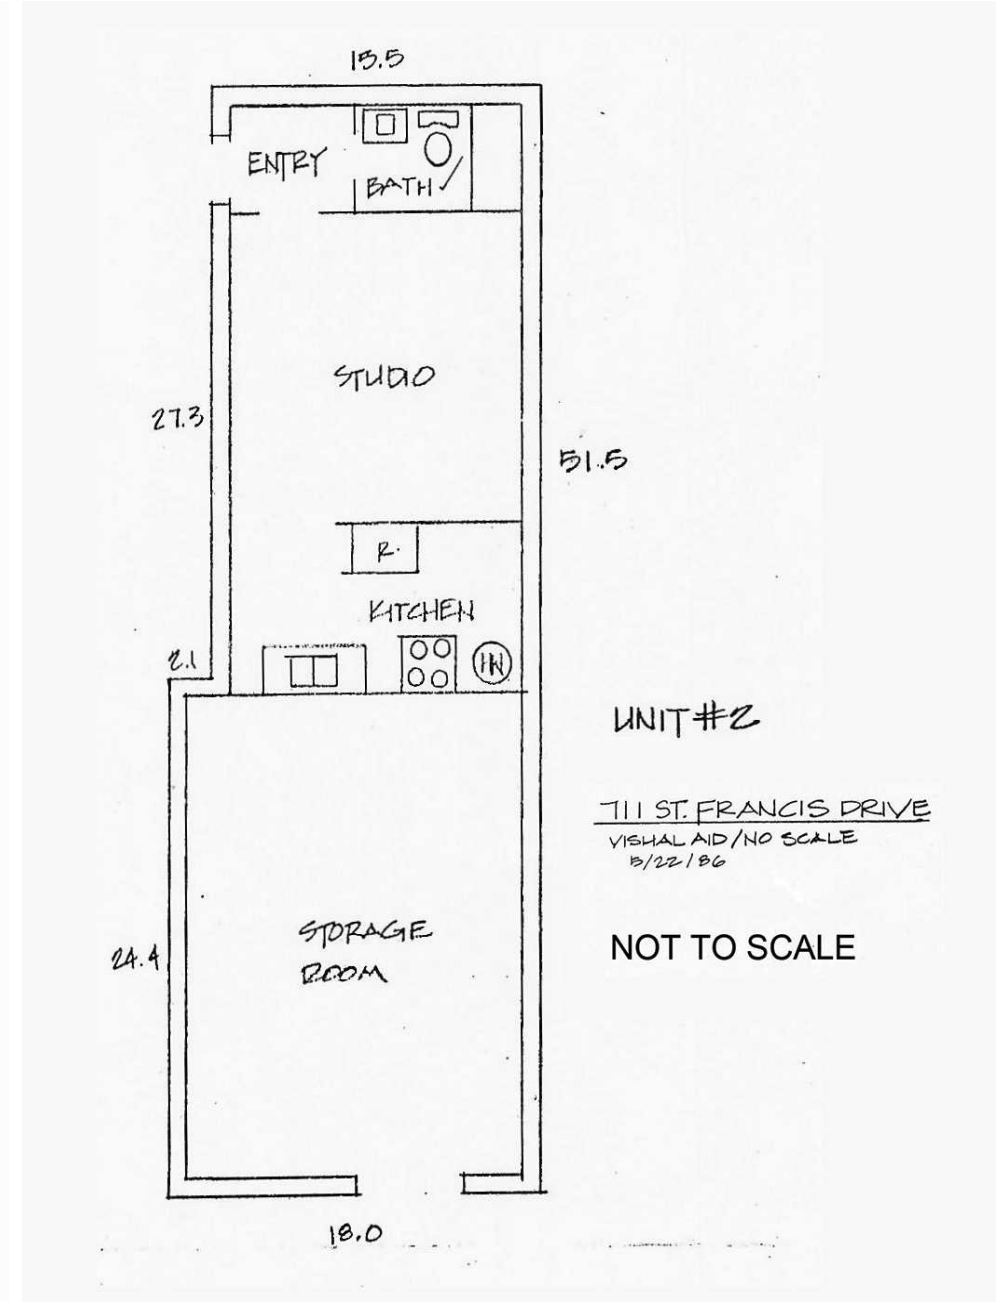 15.5
ENTRY
BATH
STUDIO
27.3
51.5
R.
KITCHEN
2.1
UNIT #2
711 ST. FRANCIS DRIVE
VISUAL AID/NO SCALE
5/22/86
STORAGE
ROOM
24.4
NOT TO SCALE
18.0